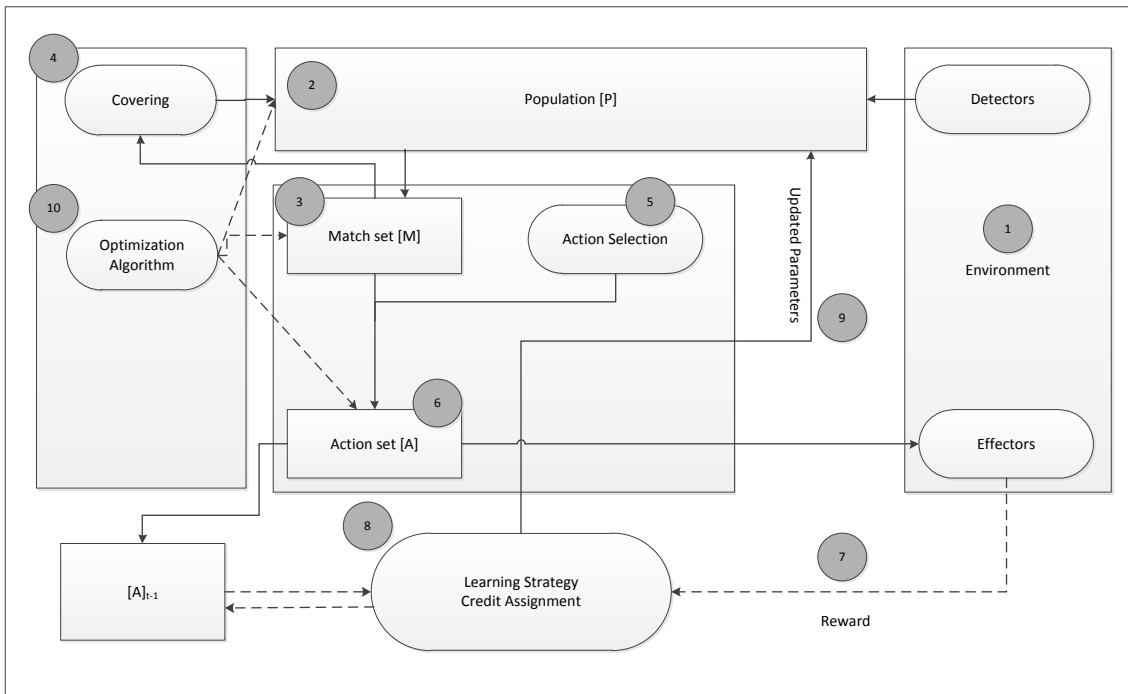 4
Covering
2
Population [P]
Detectors
10
Optimization
Algorithm
3
Match set [M]
5
Action Selection
Updated Parameters
1
Environment
9
6
Action set [A]
Effectors
8
7
[A]t-1
Learning Strategy
Credit Assignment
Reward